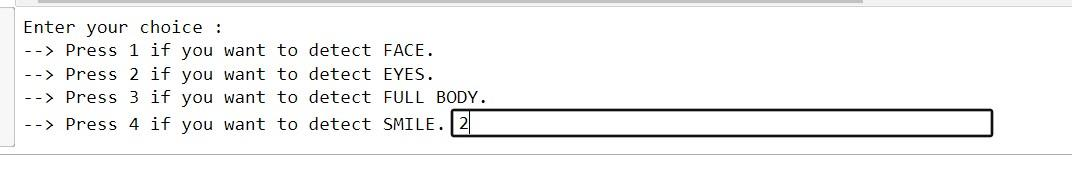 Enter your choice :
--> Press 1 if you want to detect FACE.
--> Press 2 if you want to detect EYES.
--> Press 3 if you want to detect FULL BODY.
--> Press 4 if you want to detect SMILE. 2